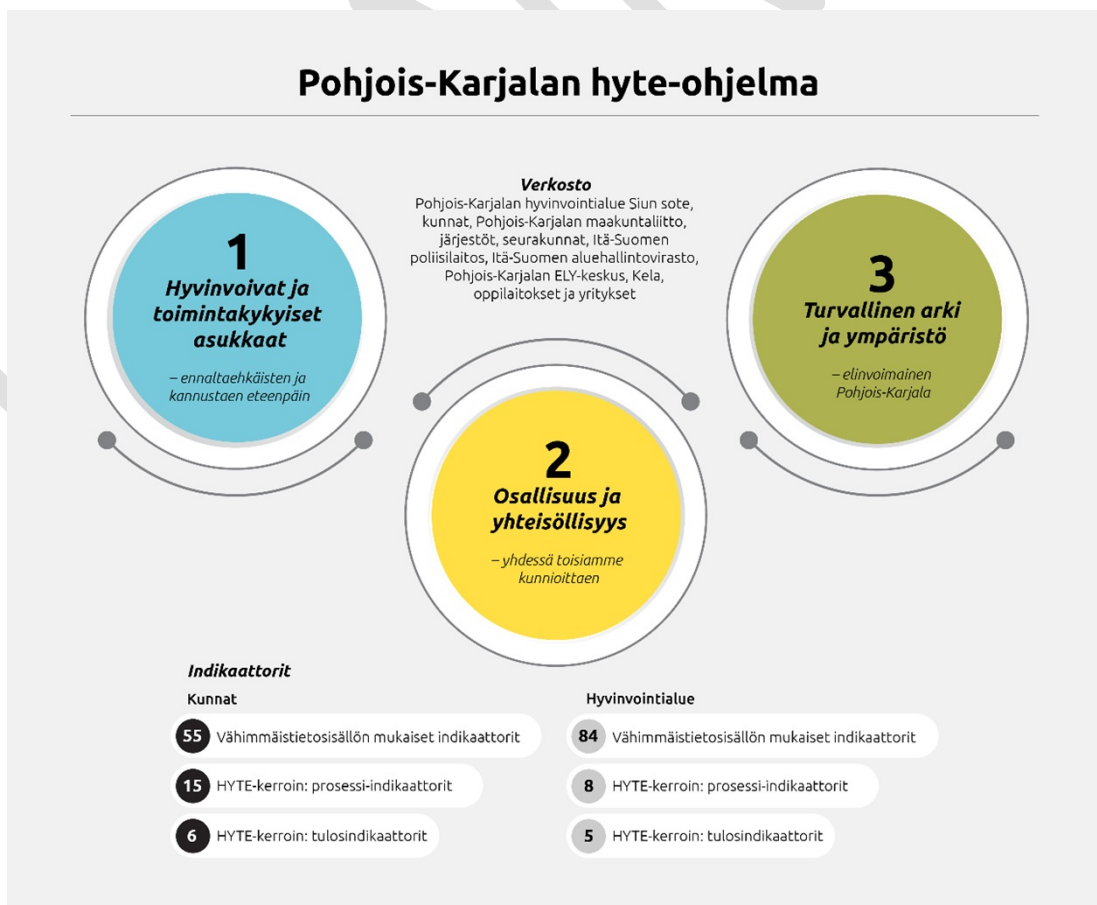 Pohjois-Karjalan hyte-ohjelma
1
Hyvinvoivat ja
toimintakykyiset
asukkaat
– ennaltaehkäisten ja
kannustaen eteenpäin
Verkosto
Pohjois-Karjalan hyvinvointialue Siun sote,
kunnat, Pohjois-Karjalan maakuntaliitto,
järjestöt, seurakunnat, Itä-Suomen
poliisilaitos, Itä-Suomen aluehallintovirasto,
Pohjois-Karjalan ELY-keskus, Kela,
oppilaitokset ja yritykset
3
Turvallinen arki
ja ympäristö
– elinvoimainen
Pohjois-Karjala
2
Osallisuus ja
yhteisöllisyys
– yhdessä toisiamme
kunnioittaen
Indikaattorit
Kunnat
55 Vähimmäistietosisällön mukaiset indikaattorit
15 HYTE-kerroin: prosessi-indikaattorit
6 HYTE-kerroin: tulosindikaattorit
Hyvinvointialue
84 Vähimmäistietosisällön mukaiset indikaattorit
8 HYTE-kerroin: prosessi-indikaattorit
5 HYTE-kerroin: tulosindikaattorit